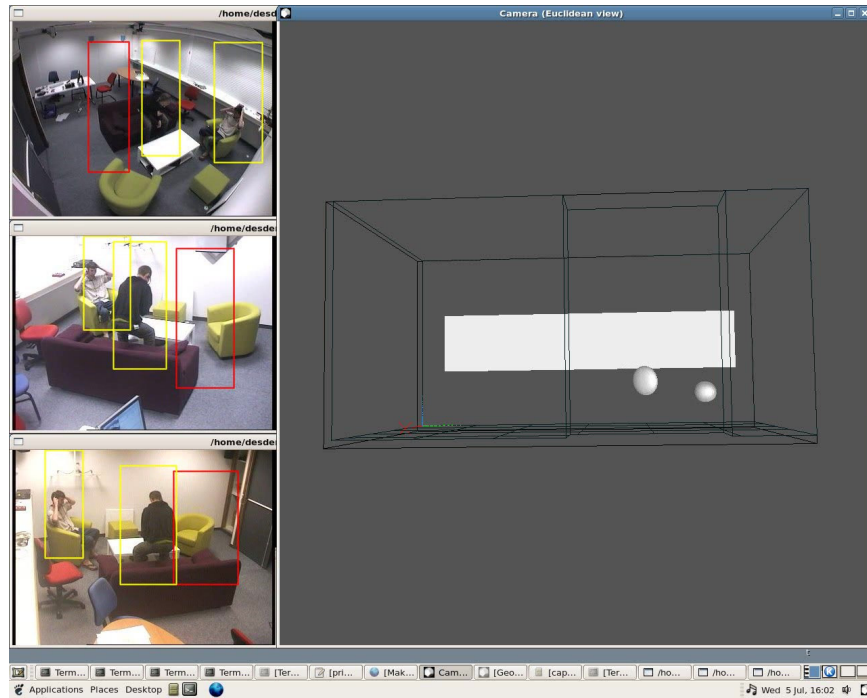 /home/desde
Camera (Euclidean view)
/home/desde
/home/desde
Term...
Term...
Term...
Term...
[Ter...
[pri...
[Mak...
Cam...
[Geo...
[cap...
[Ter...
/ho...
/ho...
/ho...
Applications Places Desktop
Wed 5 Jul, 16:02